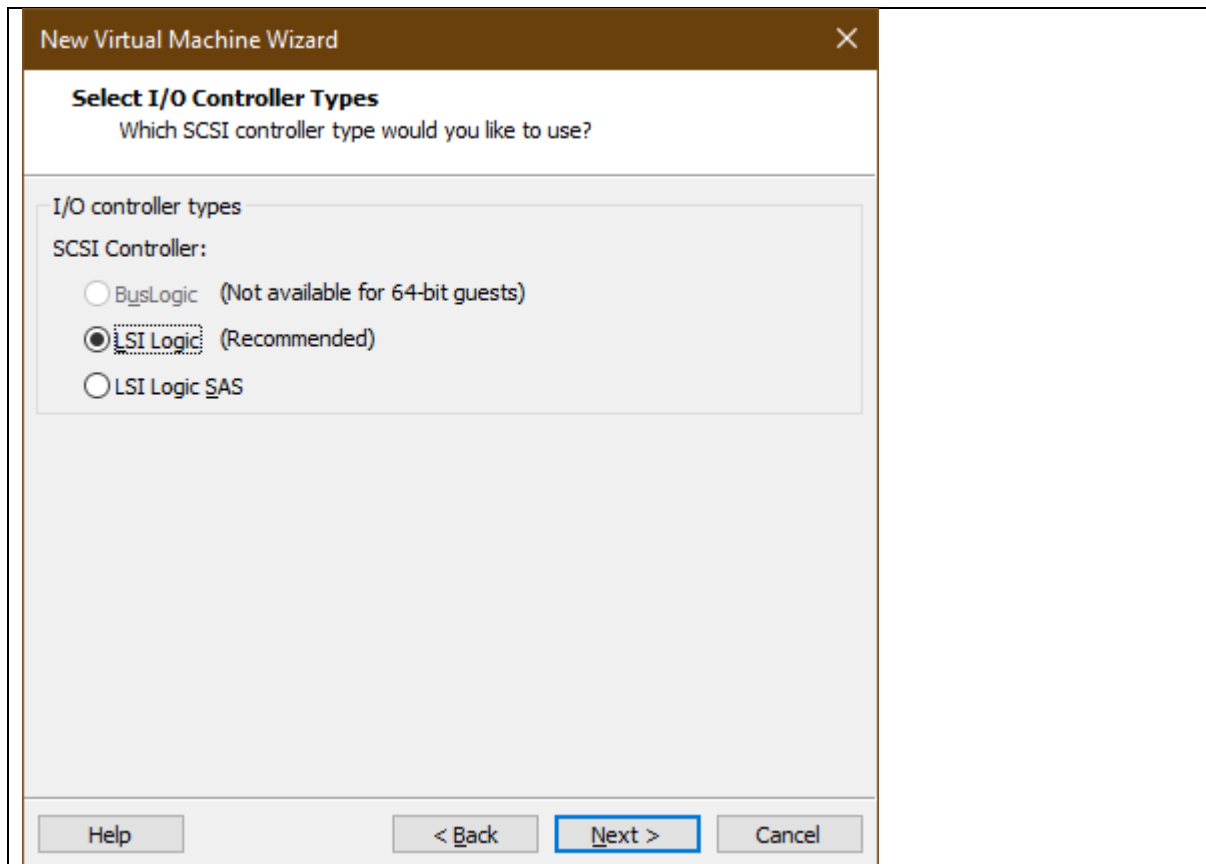 New Virtual Machine Wizard
Select I/O Controller Types
Which SCSI controller type would you like to use?
I/O controller types
SCSI Controller:
BusLogic (Not available for 64-bit guests)
LSI Logic (Recommended)
LSI Logic SAS
Help < Back Next > Cancel